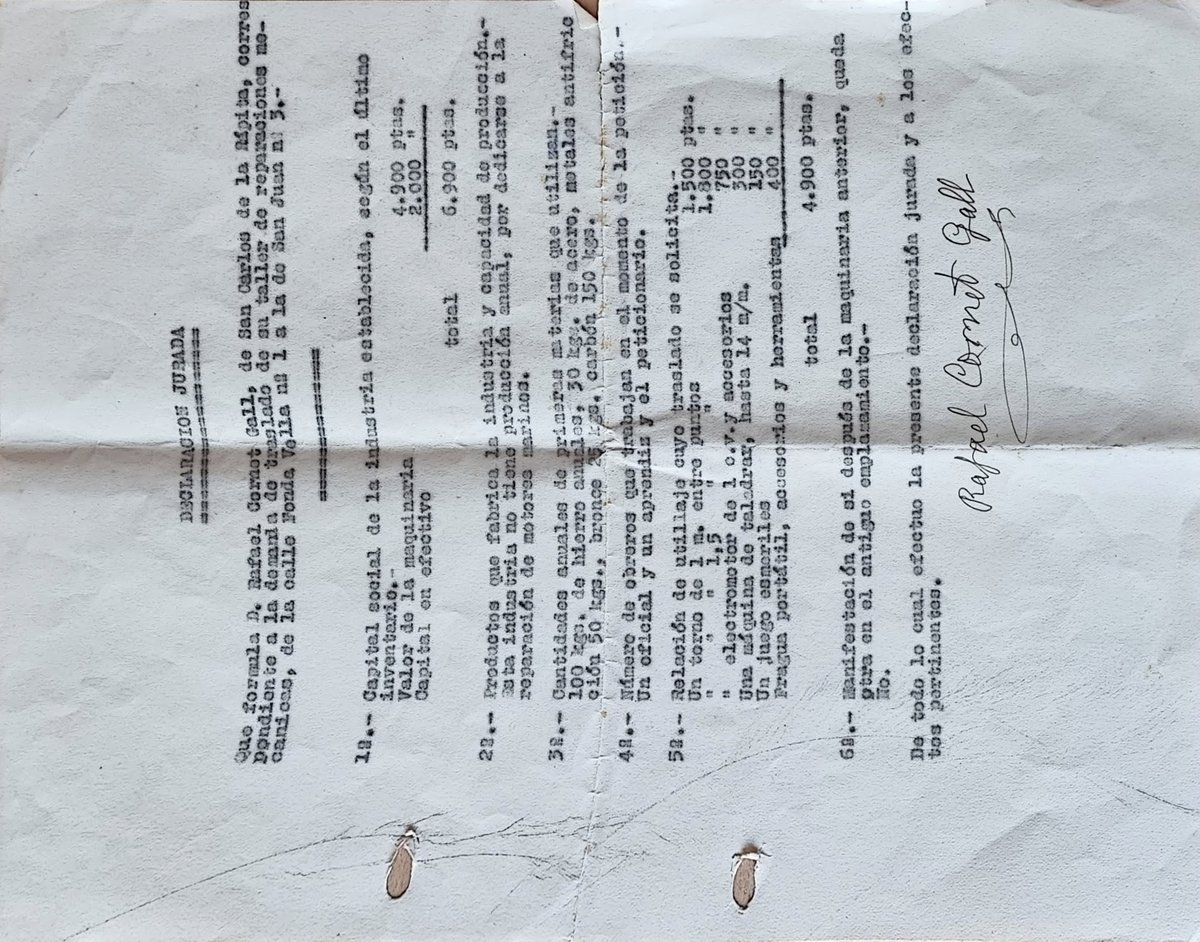 DECLARACION JURADA
==================
Que formula D. Rafael Cornet Gall, de San Carlos de la Rápita, corres
pondiente a la demanda de traslado de su taller de reparaciones me-
canicas, de la calle Fonda Vella nº 1 a la de San Juan nº 3.-
==============
1º.- Capital social de la industria establecida, según el último
inventario.-
Valor de la maquinaria 4.900 ptas.
Capital en efectivo 2.000 "
total 6.900 ptas.
2º.- Productos que fabrica la industria y capacidad de producción.-
Esta industria no tiene producción anual, por dedicarse a la
reparación de motores marinos.
3º.- Cantidades anuales de primeras materias que utilizan.-
100 kgs. de hierro anuales, 30 kgs. de acero, metales antifric
ción 50 kgs., bronce 25 kgs. carbón 150 kgs.
4º.- Número de obreros que trabajan en el momento de la petición.-
Un oficial y un aprendiz y el peticionario.
5º.- Relación de utillaje cuyo traslado se solicita.-
Un torno de 1 m. entre puntos 1.500 ptas.
" " " 1,5 " " 1.800 "
" electromotor de 1 c.v.y accesorios 750 "
Una máquina de taladrar, hasta 14 m/m. 300 "
Un juego esmeriles 150 "
Fragua portátil, accesorios y herramientas 400 "
total 4.900 ptas.
6º.- Manifestación de si después de la maquinaria anterior, queda
otra en el antiguo emplazamiento.-
No.
De todo lo cual efectuo la presente declaración jurada y a los efec-
tos pertinentes.
Rafael Cornet Gall